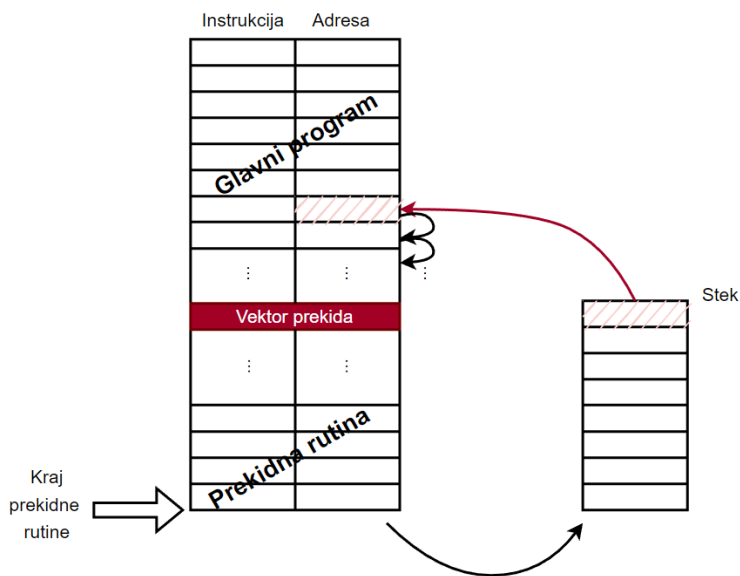 Instrukcija Adresa
Glavni program
Vektor prekida
Stek
Prekidna rutina
Kraj
prekidne
rutine